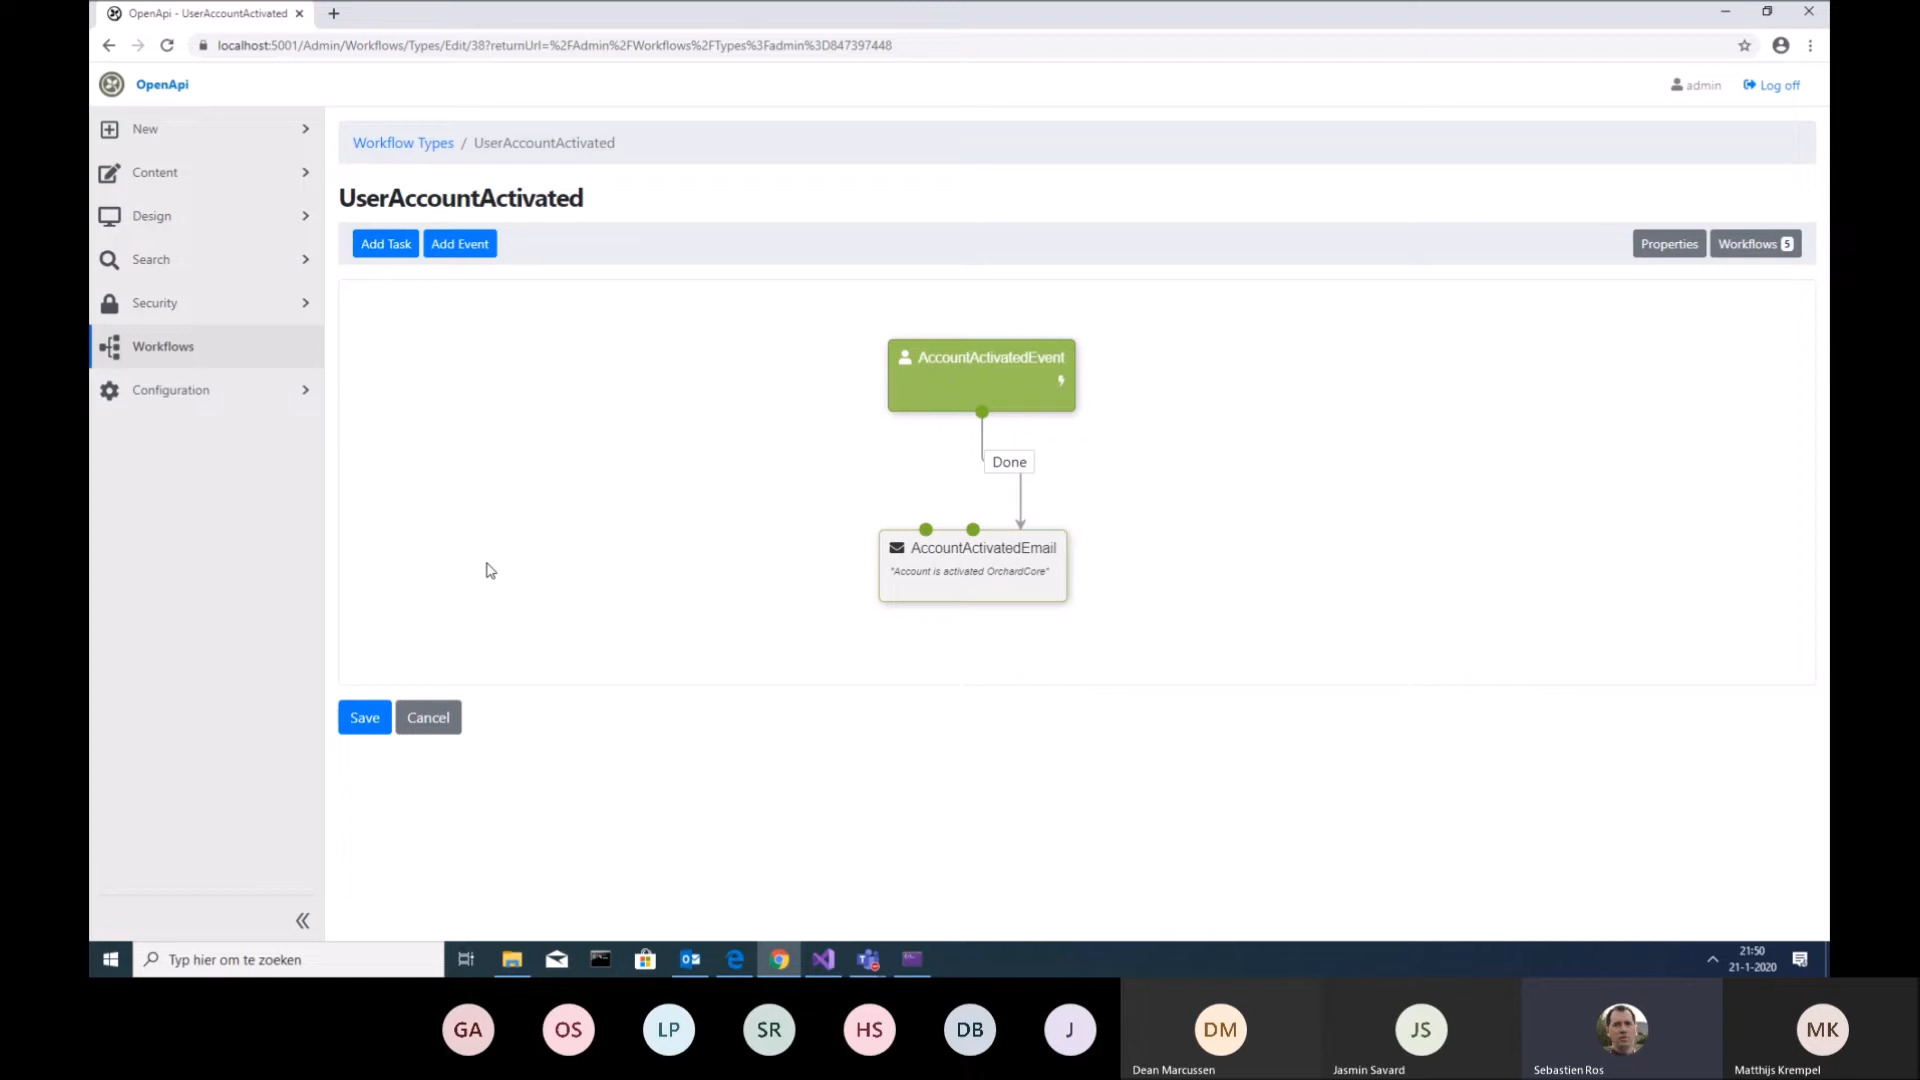 OpenApi - UserAccountActivated
localhost:5001/Admin/Workflows/Types/Edit/38?returnUrl=%2FAdmin%2FWorkflows%2FTypes%3Fadmin%3D847397448
OpenApi
admin
Log off
New
Content
Design
Search
Security
Workflows
Configuration
Workflow Types / UserAccountActivated
UserAccountActivated
Add Task
Add Event
Properties
Workflows 5
AccountActivatedEvent
Done
AccountActivatedEmail
"Account is activated OrchardCore"
Save
Cancel
Typ hier om te zoeken
21:50
21-1-2020
GA
OS
LP
SR
HS
DB
J
DM
JS
MK
Dean Marcussen
Jasmin Savard
Sebastien Ros
Matthijs Krempel